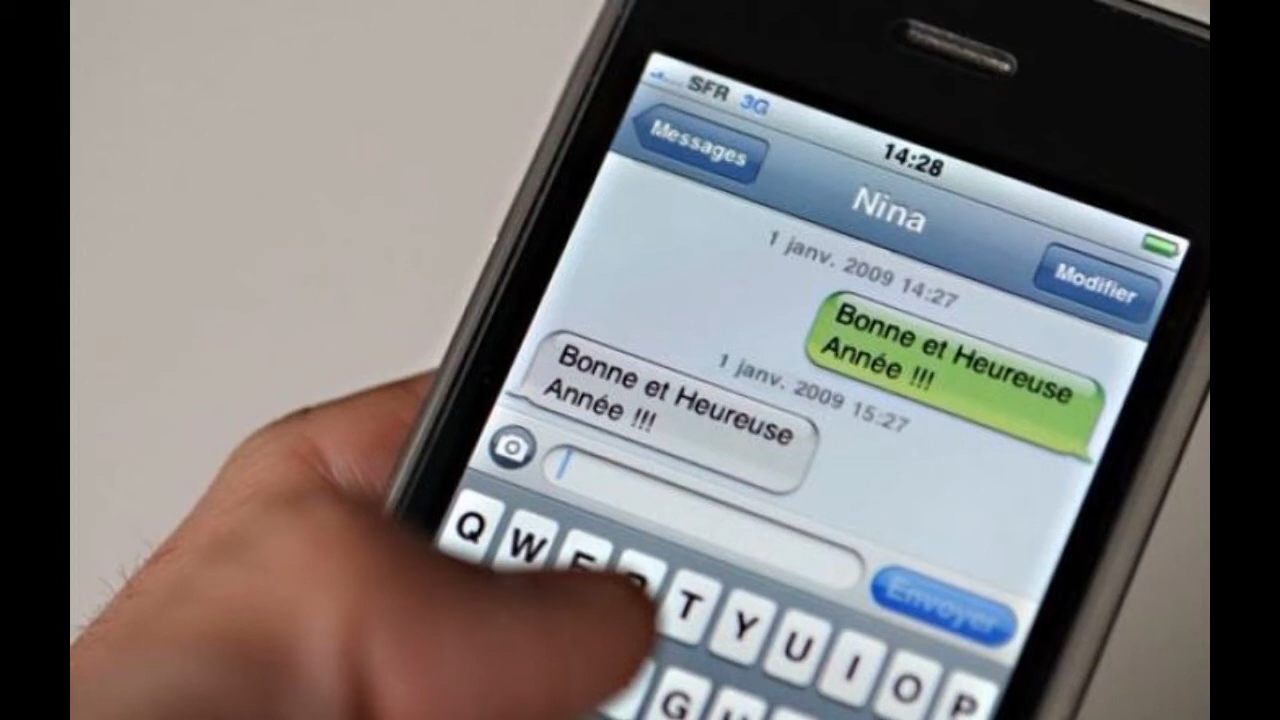 SFR 3G
14:28
Messages
Nina
Modifier
1 janv. 2009 14:27
Bonne et Heureuse
Année !!!
1 janv. 2009 15:27
Bonne et Heureuse
Année !!!
Envoyer
Q W E T Y U I O P
G